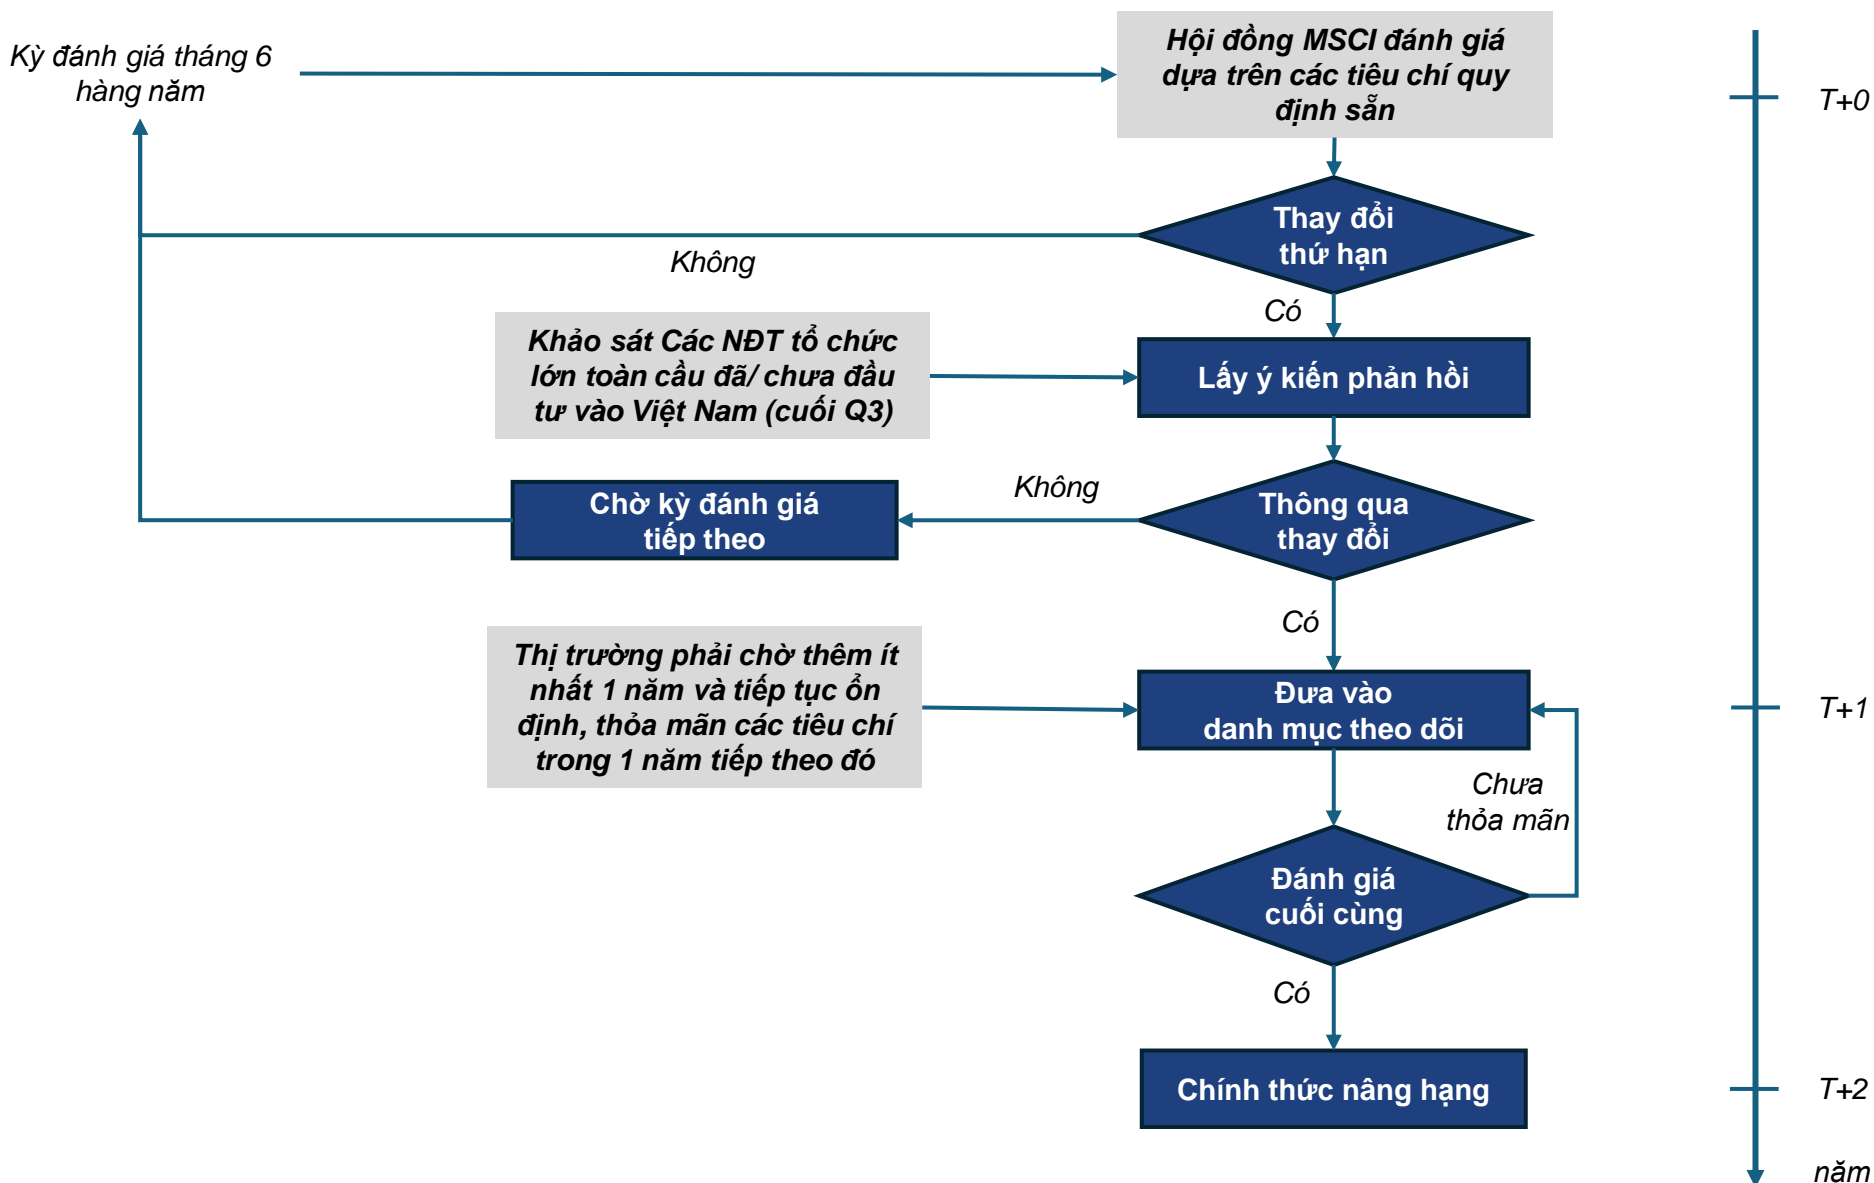 Kỳ đánh giá tháng 6
hàng năm
Hội đồng MSCI đánh giá
dựa trên các tiêu chí quy
định sẵn
T+0
Thay đổi
thứ hạn
Không
Có
Khảo sát Các NĐT tổ chức
lớn toàn cầu đã/ chưa đầu
tư vào Việt Nam (cuối Q3)
Lấy ý kiến phản hồi
Chờ kỳ đánh giá
tiếp theo
Không
Thông qua
thay đổi
Có
Thị trường phải chờ thêm ít
nhất 1 năm và tiếp tục ổn
định, thỏa mãn các tiêu chí
trong 1 năm tiếp theo đó
Đưa vào
danh mục theo dõi
T+1
Chưa
thỏa mãn
Đánh giá
cuối cùng
Có
Chính thức nâng hạng
T+2
năm